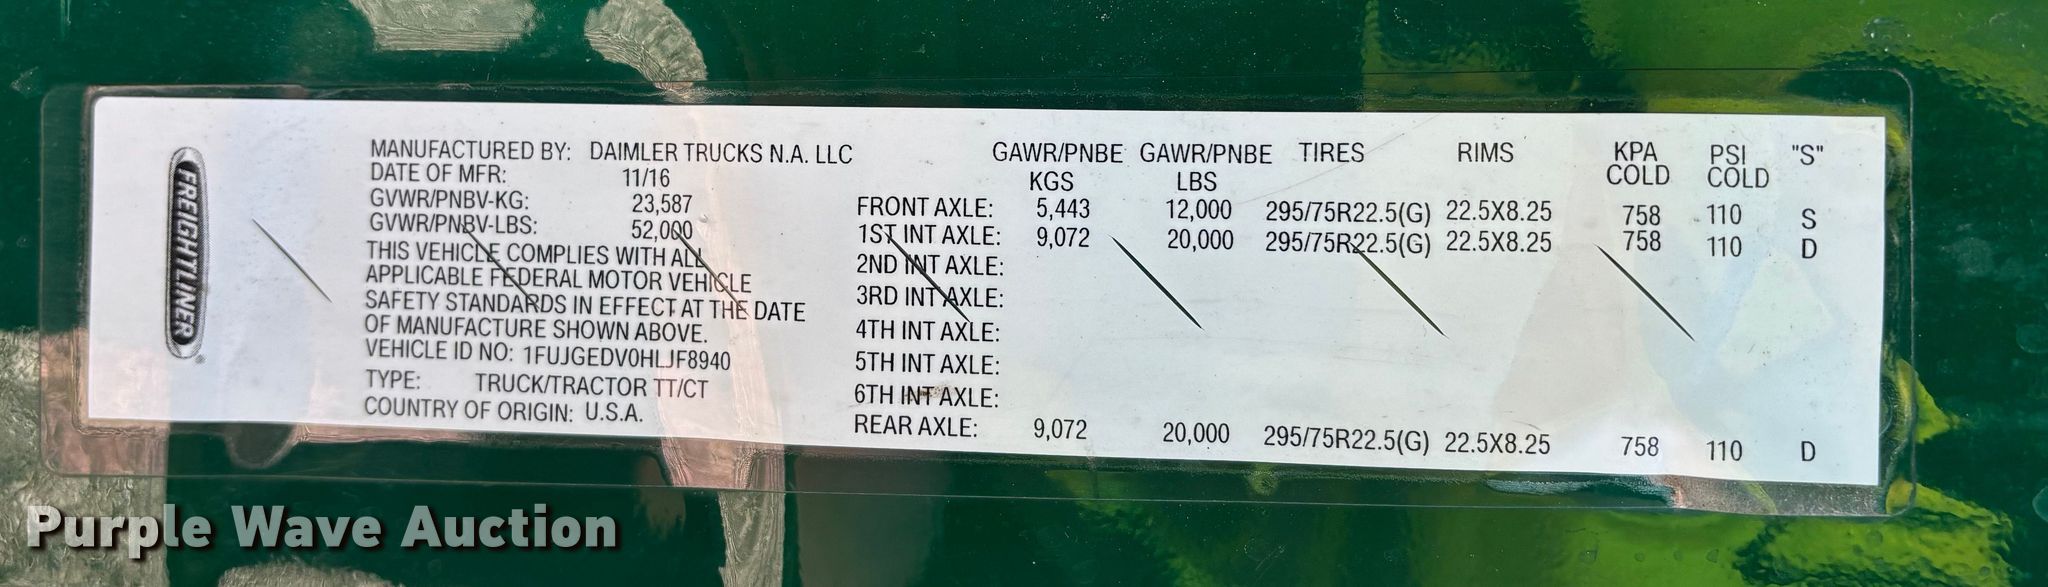 FREIGHTLINER
MANUFACTURED BY: DAIMLER TRUCKS N.A. LLC
DATE OF MFR: 11/16
GVWR/PNBV-KG: 23,587
GVWR/PNBV-LBS: 52,000
THIS VEHICLE COMPLIES WITH ALL
APPLICABLE FEDERAL MOTOR VEHICLE
SAFETY STANDARDS IN EFFECT AT THE DATE
OF MANUFACTURE SHOWN ABOVE.
VEHICLE ID NO: 1FUJGEDV0HLJF8940
TYPE: TRUCK/TRACTOR TT/CT
COUNTRY OF ORIGIN: U.S.A.
GAWR/PNBE GAWR/PNBE TIRES RIMS KPA PSI "S"
KGS LBS COLD COLD
FRONT AXLE: 5,443 12,000 295/75R22.5(G) 22.5X8.25 758 110 S
1ST INT AXLE: 9,072 20,000 295/75R22.5(G) 22.5X8.25 758 110 D
2ND INT AXLE:
3RD INT AXLE:
4TH INT AXLE:
5TH INT AXLE:
6TH INT AXLE:
REAR AXLE: 9,072 20,000 295/75R22.5(G) 22.5X8.25 758 110 D
Purple Wave Auction